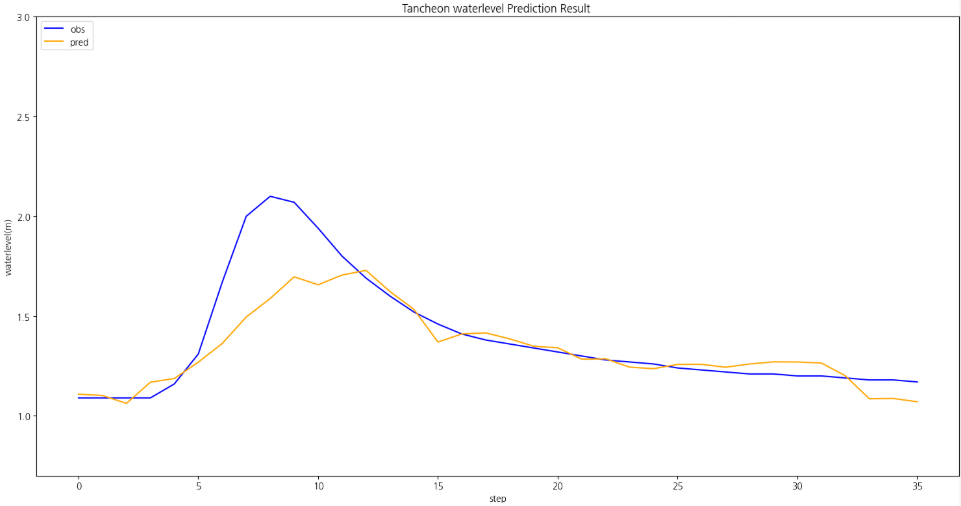 Tancheon waterlevel Prediction Result
obs
pred
3.0
2.5
2.0
1.5
1.0
waterlevel(m)
0 5 10 15 20 25 30 35
step